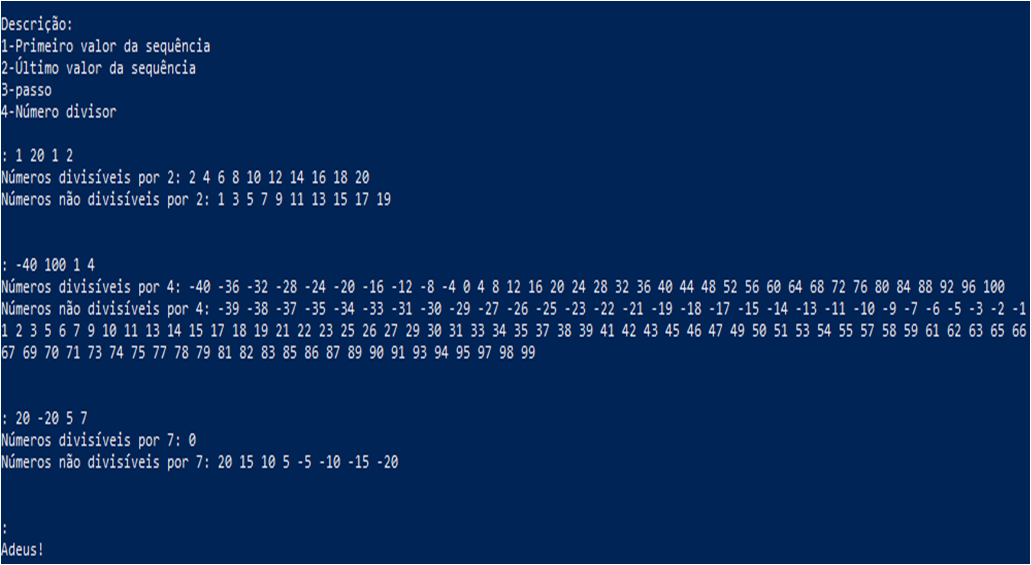 Descrição:
1-Primeiro valor da sequência
2-Último valor da sequência
3-passo
4-Número divisor
: 1 20 1 2
Números divisíveis por 2: 2 4 6 8 10 12 14 16 18 20
Números não divisíveis por 2: 1 3 5 7 9 11 13 15 17 19
: -40 100 1 4
Números divisíveis por 4: -40 -36 -32 -28 -24 -20 -16 -12 -8 -4 0 4 8 12 16 20 24 28 32 36 40 44 48 52 56 60 64 68 72 76 80 84 88 92 96 100
Números não divisíveis por 4: -39 -38 -37 -35 -34 -33 -31 -30 -29 -27 -26 -25 -23 -22 -21 -19 -18 -17 -15 -14 -13 -11 -10 -9 -7 -6 -5 -3 -2 -1
1 2 3 5 6 7 9 10 11 13 14 15 17 18 19 21 22 23 25 26 27 29 30 31 33 34 35 37 38 39 41 42 43 45 46 47 49 50 51 53 54 55 57 58 59 61 62 63 65 66
67 69 70 71 73 74 75 77 78 79 81 82 83 85 86 87 89 90 91 93 94 95 97 98 99
: 20 -20 5 7
Números divisíveis por 7: 0
Números não divisíveis por 7: 20 15 10 5 -5 -10 -15 -20
:
Adeus!